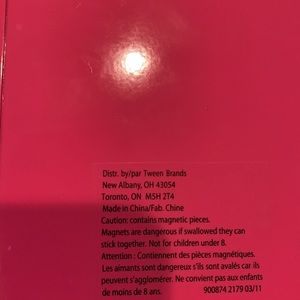 Distr. by/par Tween Brands
New Albany, OH 43054
Toronto, ON M5H 2T4
Made in China/Fab. Chine
Caution: contains magnetic pieces.
Magnets are dangerous if swallowed they can
stick together. Not for children under 8.
Attention : Contiennent des pièces magnétiques.
Les aimants sont dangereux s'ils sont avalés car ils
peuvent s'agglomérer. Ne convient pas aux enfants
de moins de 8 ans. 900874 2179 03/11